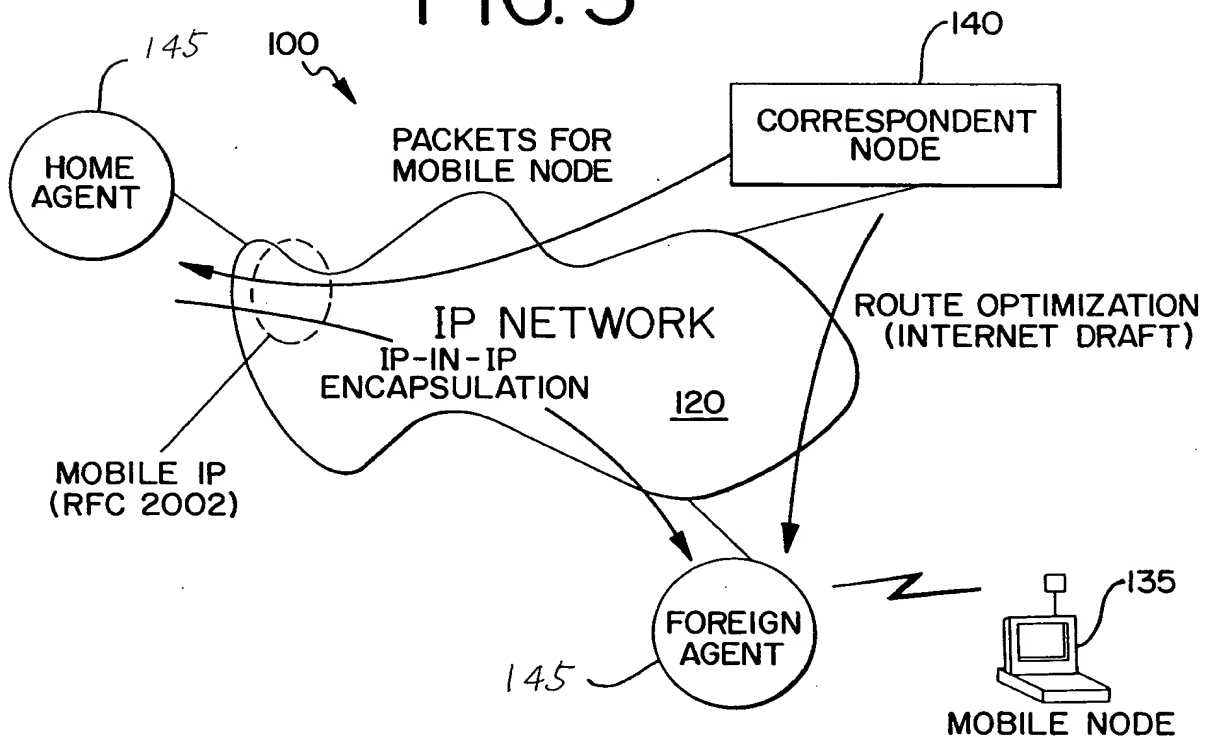 FIG.
145
100
140
HOME
AGENT
PACKETS FOR
MOBILE NODE
CORRESPONDENT
NODE
IP NETWORK
IP-IN-IP
ENCAPSULATION
120
ROUTE OPTIMIZATION
(INTERNET DRAFT)
MOBILE IP
(RFC 2002)
FOREIGN
AGENT
145
135
MOBILE NODE